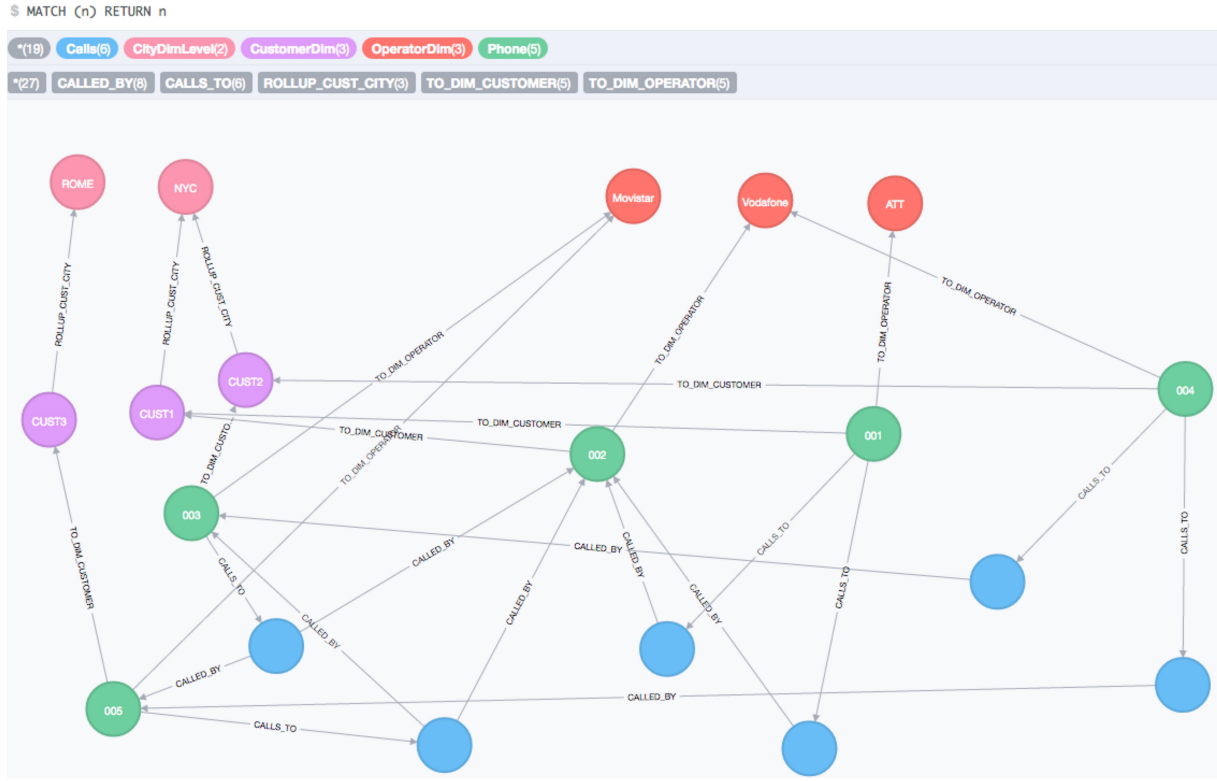 $ MATCH (n) RETURN n
*(19) Calls(6) CityDimLevel(2) CustomerDim(3) OperatorDim(3) Phone(5)
*(27) CALLED_BY(8) CALLS_TO(6) ROLLUP_CUST_CITY(3) TO_DIM_CUSTOMER(5) TO_DIM_OPERATOR(5)
ROME
NYC
Movistar
Vodafone
ATT
ROLLUP_CUST_CITY
ROLLUP_CUST_CITY
ROLLUP_CUST_CITY
TO_DIM_OPERATOR
TO_DIM_OPERATOR
TO_DIM_OPERATOR
TO_DIM_OPERATOR
CUST2
TO_DIM_CUSTOMER
004
CUST3
CUST1
TO_DIM_CUSTOMER
TO_DIM_CUSTOMER
001
TO_DIM_CUSTO...
TO_DIM_OPERATOR
002
003
CALLS_TO
CALLED_BY
CALLED_BY
CALLED_BY
CALLS_TO
CALLS_TO
TO_DIM_CUSTOMER
CALLS_TO
CALLED_BY
CALLED_BY
CALLED_BY
CALLS_TO
CALLED_BY
CALLED_BY
005
CALLS_TO